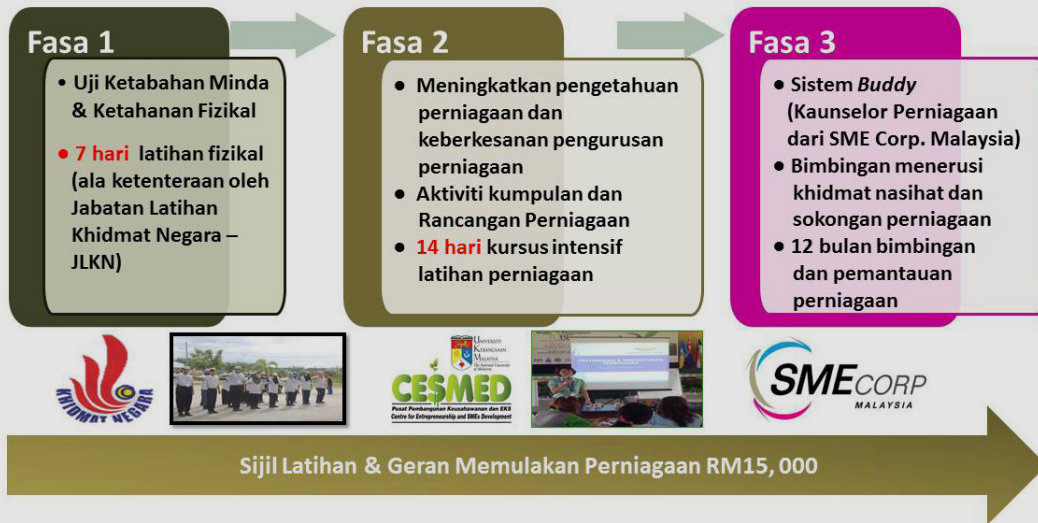 Fasa 1
• Uji Ketabahan Minda
& Ketahanan Fizikal
• 7 hari latihan fizikal
(ala ketenteraan oleh
Jabatan Latihan
Khidmat Negara –
JLKN)
Fasa 2
• Meningkatkan pengetahuan
perniagaan dan
keberkesanan pengurusan
perniagaan
• Aktiviti kumpulan dan
Rancangan Perniagaan
• 14 hari kursus intensif
latihan perniagaan
Fasa 3
• Sistem Buddy
(Kaunselor Perniagaan
dari SME Corp. Malaysia)
• Bimbingan menerusi
khidmat nasihat dan
sokongan perniagaan
• 12 bulan bimbingan
dan pemantauan
perniagaan
KHIDMAT NEGARA
UNIVERSITI
KEBANGSAAN
MALAYSIA
The National University
of Malaysia
CESMED
Pusat Pembangunan Keusahawanan dan EKS
Centre for Entrepreneurship and SMEs Development
SMECORP
MALAYSIA
Sijil Latihan & Geran Memulakan Perniagaan RM15, 000